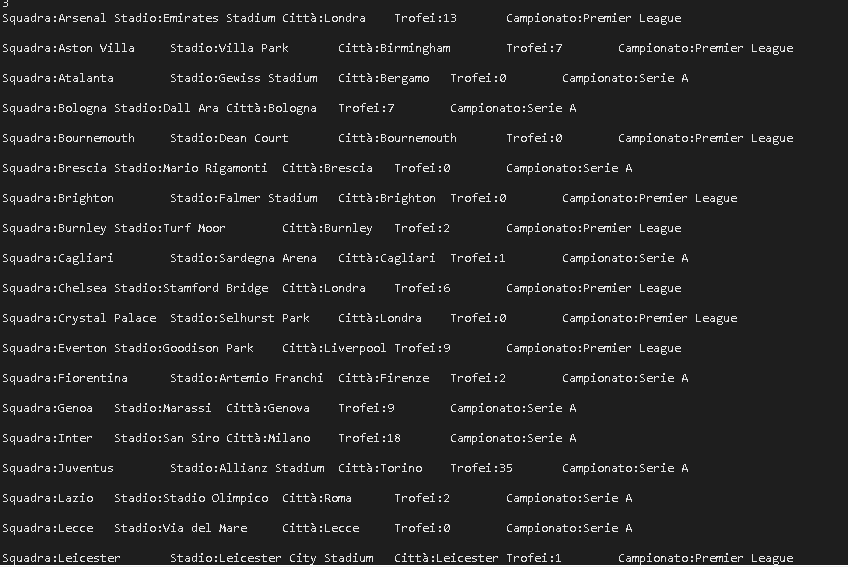 3
Squadra:Arsenal Stadio:Emirates Stadium Città:Londra Trofei:13 Campionato:Premier League
Squadra:Aston Villa Stadio:Villa Park Città:Birmingham Trofei:7 Campionato:Premier League
Squadra:Atalanta Stadio:Gewiss Stadium Città:Bergamo Trofei:0 Campionato:Serie A
Squadra:Bologna Stadio:Dall Ara Città:Bologna Trofei:7 Campionato:Serie A
Squadra:Bournemouth Stadio:Dean Court Città:Bournemouth Trofei:0 Campionato:Premier League
Squadra:Brescia Stadio:Mario Rigamonti Città:Brescia Trofei:0 Campionato:Serie A
Squadra:Brighton Stadio:Falmer Stadium Città:Brighton Trofei:0 Campionato:Premier League
Squadra:Burnley Stadio:Turf Moor Città:Burnley Trofei:2 Campionato:Premier League
Squadra:Cagliari Stadio:Sardegna Arena Città:Cagliari Trofei:1 Campionato:Serie A
Squadra:Chelsea Stadio:Stamford Bridge Città:Londra Trofei:6 Campionato:Premier League
Squadra:Crystal Palace Stadio:Selhurst Park Città:Londra Trofei:0 Campionato:Premier League
Squadra:Everton Stadio:Goodison Park Città:Liverpool Trofei:9 Campionato:Premier League
Squadra:Fiorentina Stadio:Artemio Franchi Città:Firenze Trofei:2 Campionato:Serie A
Squadra:Genoa Stadio:Marassi Città:Genova Trofei:9 Campionato:Serie A
Squadra:Inter Stadio:San Siro Città:Milano Trofei:18 Campionato:Serie A
Squadra:Juventus Stadio:Allianz Stadium Città:Torino Trofei:35 Campionato:Serie A
Squadra:Lazio Stadio:Stadio Olimpico Città:Roma Trofei:2 Campionato:Serie A
Squadra:Lecce Stadio:Via del Mare Città:Lecce Trofei:0 Campionato:Serie A
Squadra:Leicester Stadio:Leicester City Stadium Città:Leicester Trofei:1 Campionato:Premier League